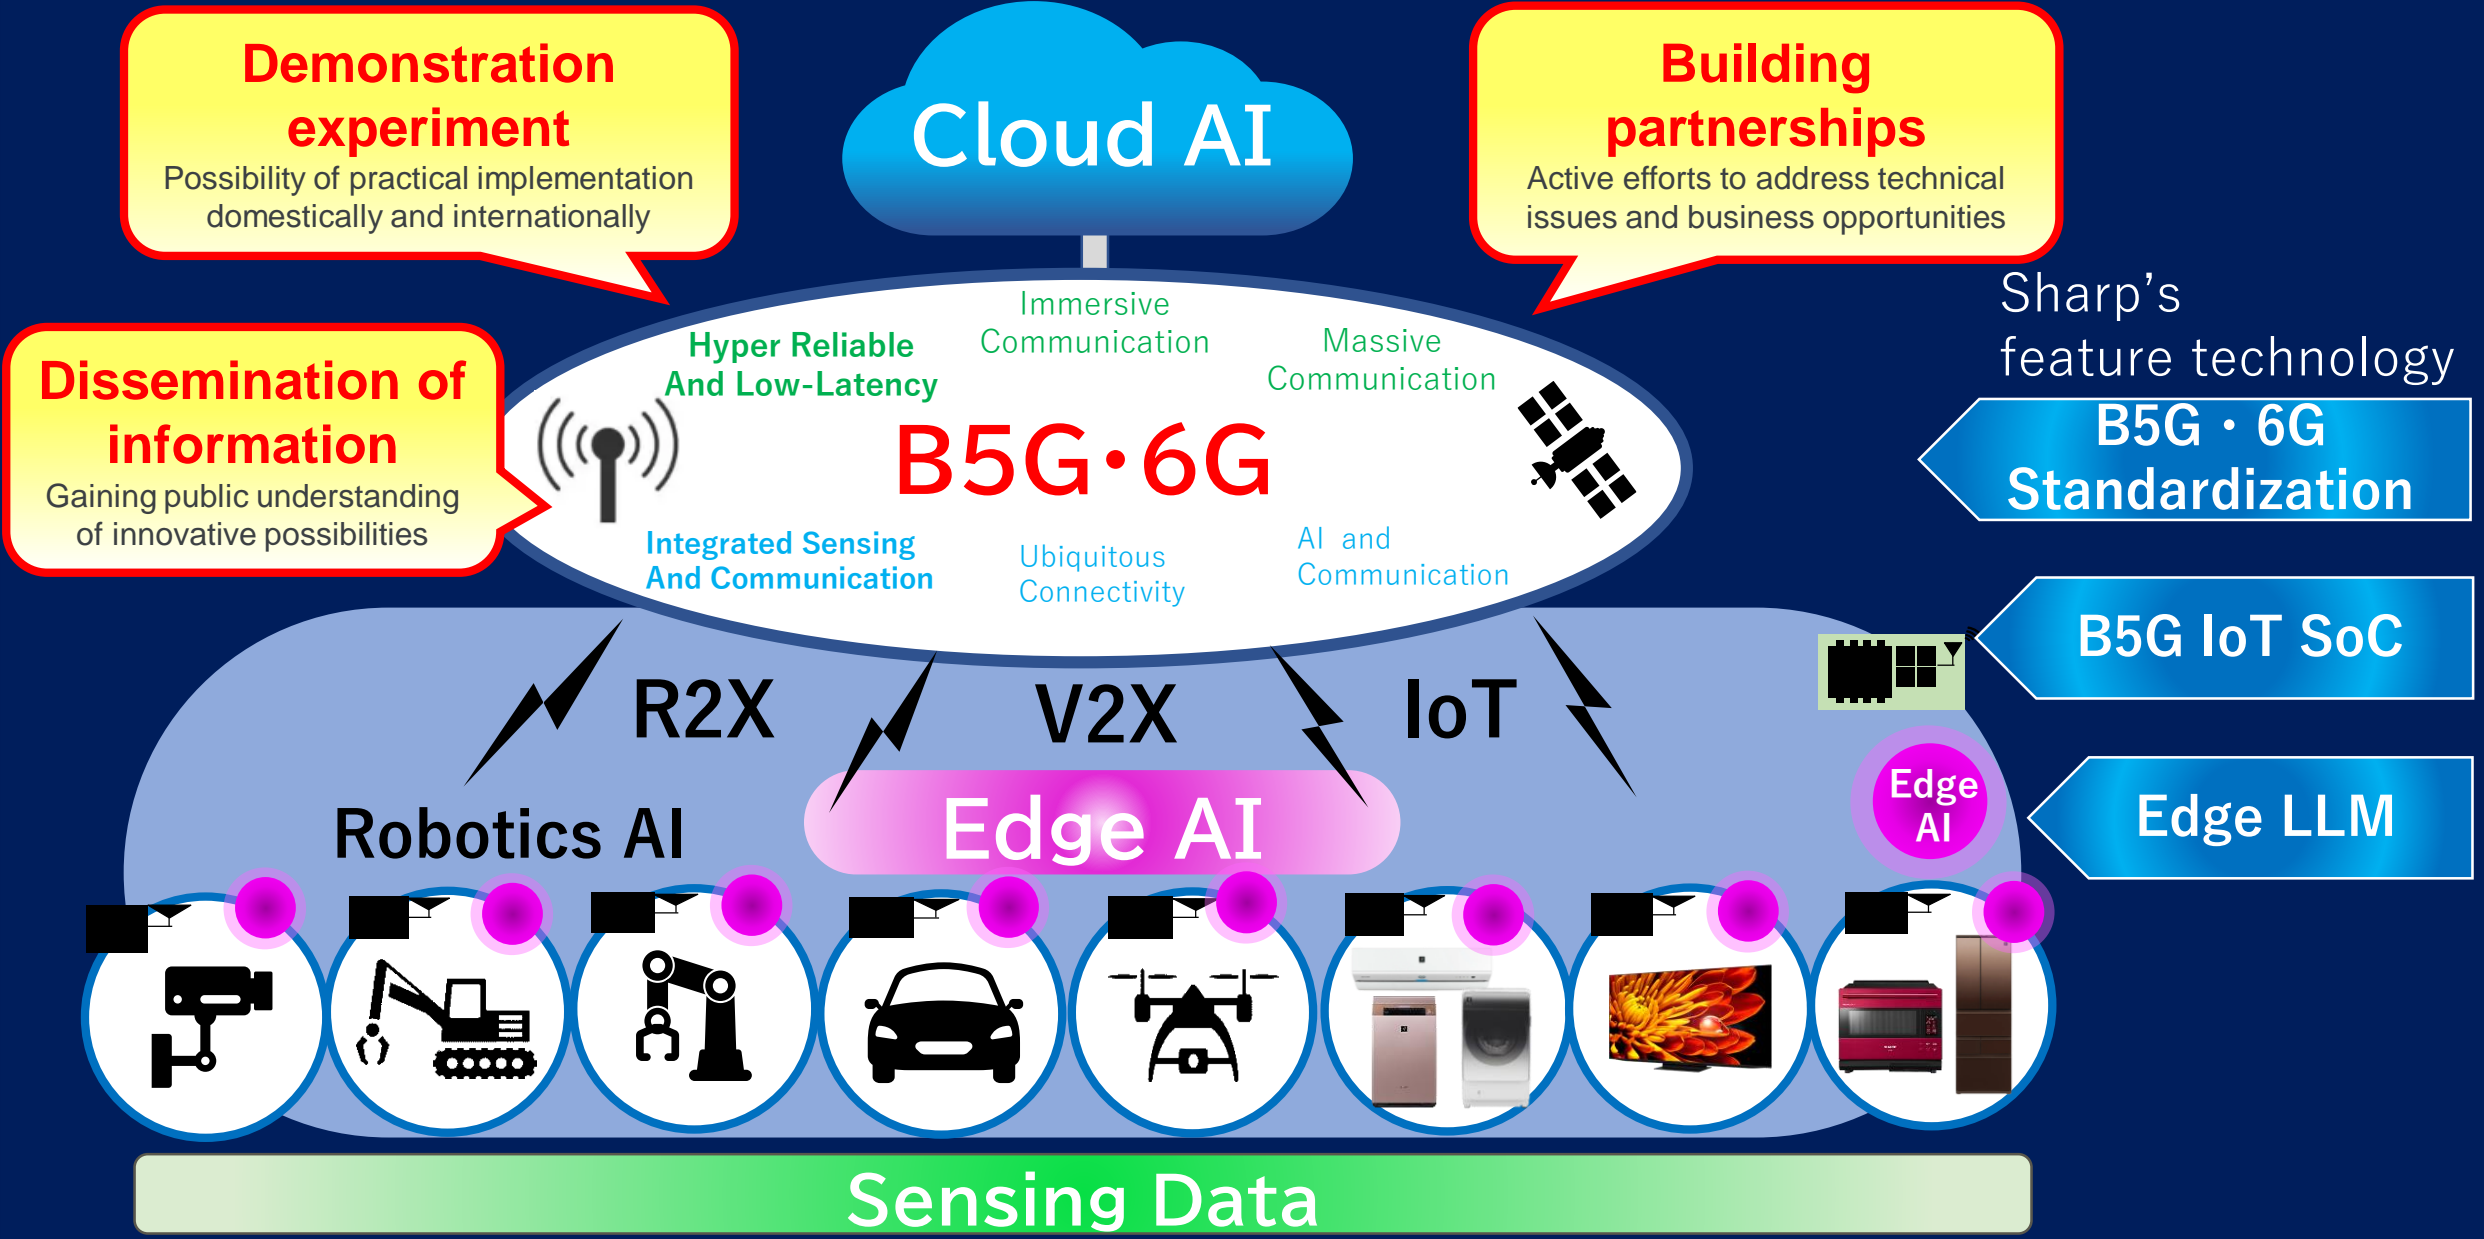 Demonstration
experiment
Possibility of practical implementation
domestically and internationally
Cloud AI
Building
partnerships
Active efforts to address technical
issues and business opportunities
Dissemination of
information
Gaining public understanding
of innovative possibilities
Hyper Reliable
And Low-Latency
Immersive
Communication
Massive
Communication
B5G・6G
Integrated Sensing
And Communication
Ubiquitous
Connectivity
AI and
Communication
Sharp's
feature technology
B5G・6G
Standardization
B5G IoT SoC
Edge LLM
R2X
V2X
IoT
Robotics AI
Edge AI
Edge
AI
Sensing Data